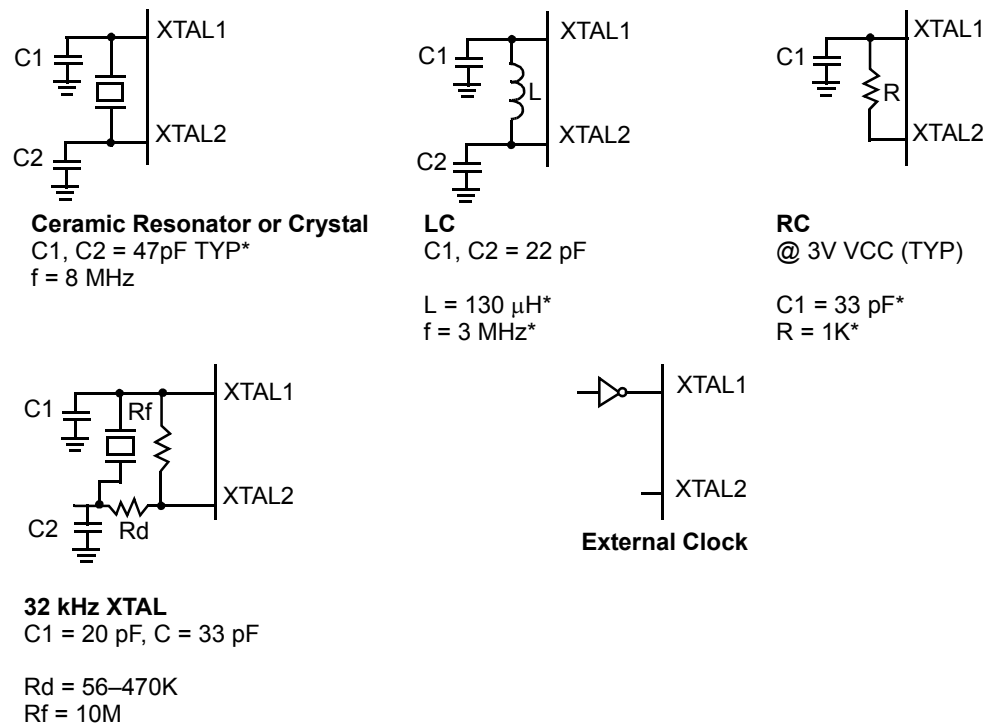 XTAL1
C1
XTAL2
C2
Ceramic Resonator or Crystal
C1, C2 = 47pF TYP*
f = 8 MHz
XTAL1
C1
L
XTAL2
C2
LC
C1, C2 = 22 pF
L = 130 μH*
f = 3 MHz*
XTAL1
C1
R
XTAL2
RC
@ 3V VCC (TYP)
C1 = 33 pF*
R = 1K*
XTAL1
C1
Rf
XTAL2
C2
Rd
32 kHz XTAL
C1 = 20 pF, C = 33 pF
Rd = 56–470K
Rf = 10M
XTAL1
XTAL2
External Clock